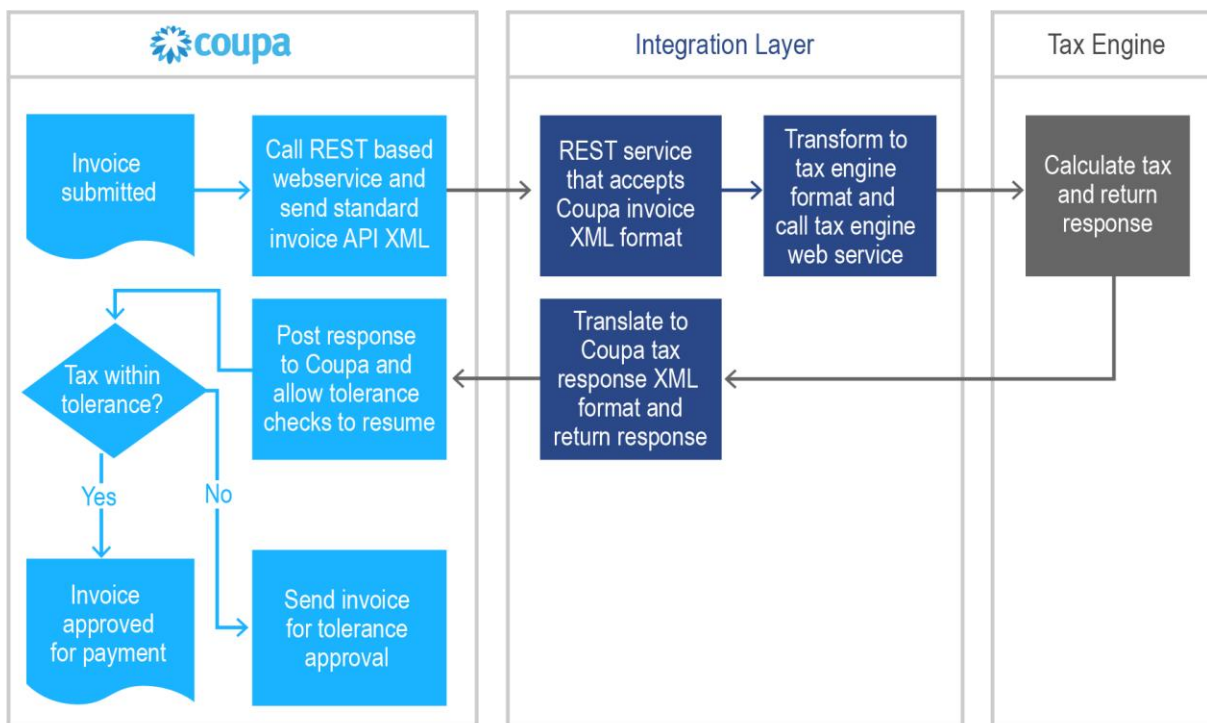 coupa
Integration Layer
Tax Engine
Invoice
submitted
Call REST based
webservice and
send standard
invoice API XML
REST service
that accepts
Coupa invoice
XML format
Transform to
tax engine
format and
call tax engine
web service
Calculate tax
and return
response
Tax within
tolerance?
Post response
to Coupa and
allow tolerance
checks to resume
Translate to
Coupa tax
response XML
format and
return response
Yes
No
Invoice
approved
for payment
Send invoice
for tolerance
approval